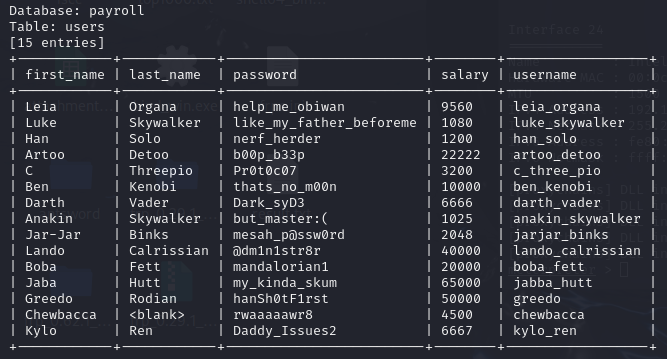 Database: payroll
Table: users
[15 entries]
+------------+------------+-------------------------+--------+------------------+
| first_name | last_name | password | salary | username |
+------------+------------+-------------------------+--------+------------------+
| Leia | Organa | help_me_obiwan | 9560 | leia_organa |
| Luke | Skywalker | like_my_father_beforeme | 1080 | luke_skywalker |
| Han | Solo | nerf_herder | 1200 | han_solo |
| Artoo | Detoo | b00p_b33p | 22222 | artoo_detoo |
| C | Threepio | Pr0t0c07 | 3200 | c_three_pio |
| Ben | Kenobi | thats_no_m00n | 10000 | ben_kenobi |
| Darth | Vader | Dark_syD3 | 6666 | darth_vader |
| Anakin | Skywalker | but_master:( | 1025 | anakin_skywalker |
| Jar-Jar | Binks | mesah_p@ssw0rd | 2048 | jarjar_binks |
| Lando | Calrissian | @dm1n1str8r | 40000 | lando_calrissian |
| Boba | Fett | mandalorian1 | 20000 | boba_fett |
| Jaba | Hutt | my_kinda_skum | 65000 | jabba_hutt |
| Greedo | Rodian | hanSh0tF1rst | 50000 | greedo |
| Chewbacca | <blank> | rwaaaaawr8 | 4500 | chewbacca |
| Kylo | Ren | Daddy_Issues2 | 6667 | kylo_ren |
+------------+------------+-------------------------+--------+------------------+
Interface 24